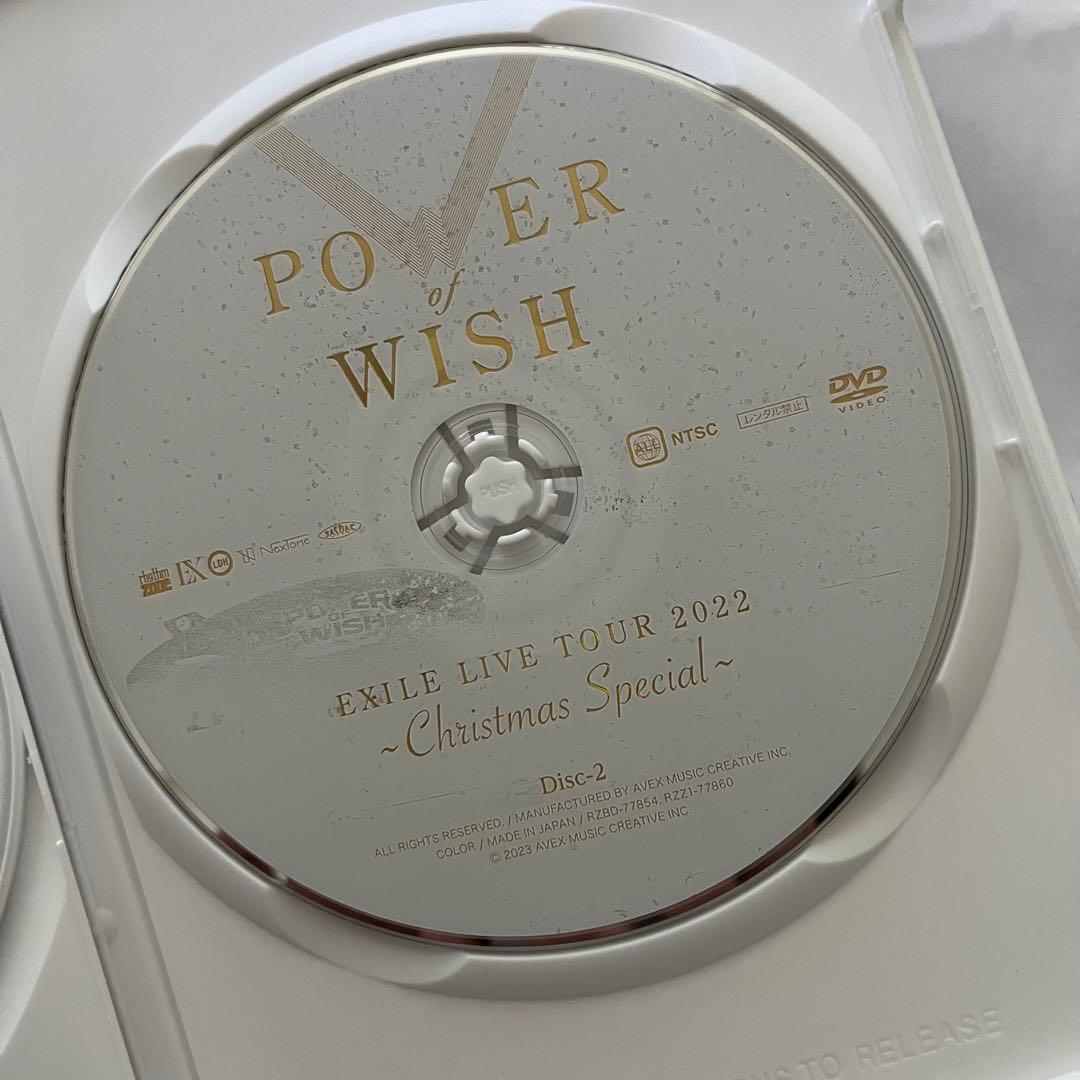 POWER
of
WISH
ALL NTSC レンタル禁止 DVD
VIDEO
PUSH
rhythm
ZONE EX LDH NexTone JASRAC
POWER
OF
WISH
EXILE LIVE TOUR 2022
~Christmas Special~
Disc-2
ALL RIGHTS RESERVED. / MANUFACTURED BY AVEX MUSIC CREATIVE INC.
COLOR / MADE IN JAPAN / RZBD-77854, RZZ1-77860
© 2023 AVEX MUSIC CREATIVE INC.
TO RELEASE